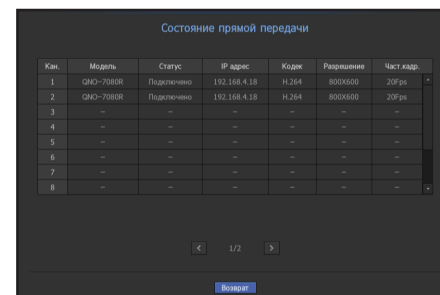 Состояние прямой передачи
Кан. Модель Статус IP адрес Кодек Разрешение Част.кадр.
1 QNO-7080R Подключено 192.168.4.18 H.264 800X600 20Fps
2 QNO-7080R Подключено 192.168.4.18 H.264 800X600 20Fps
3 – – – – – –
4 – – – – – –
5 – – – – – –
6 – – – – – –
7 – – – – – –
8 – – – – – –
< 1/2 >
Возврат